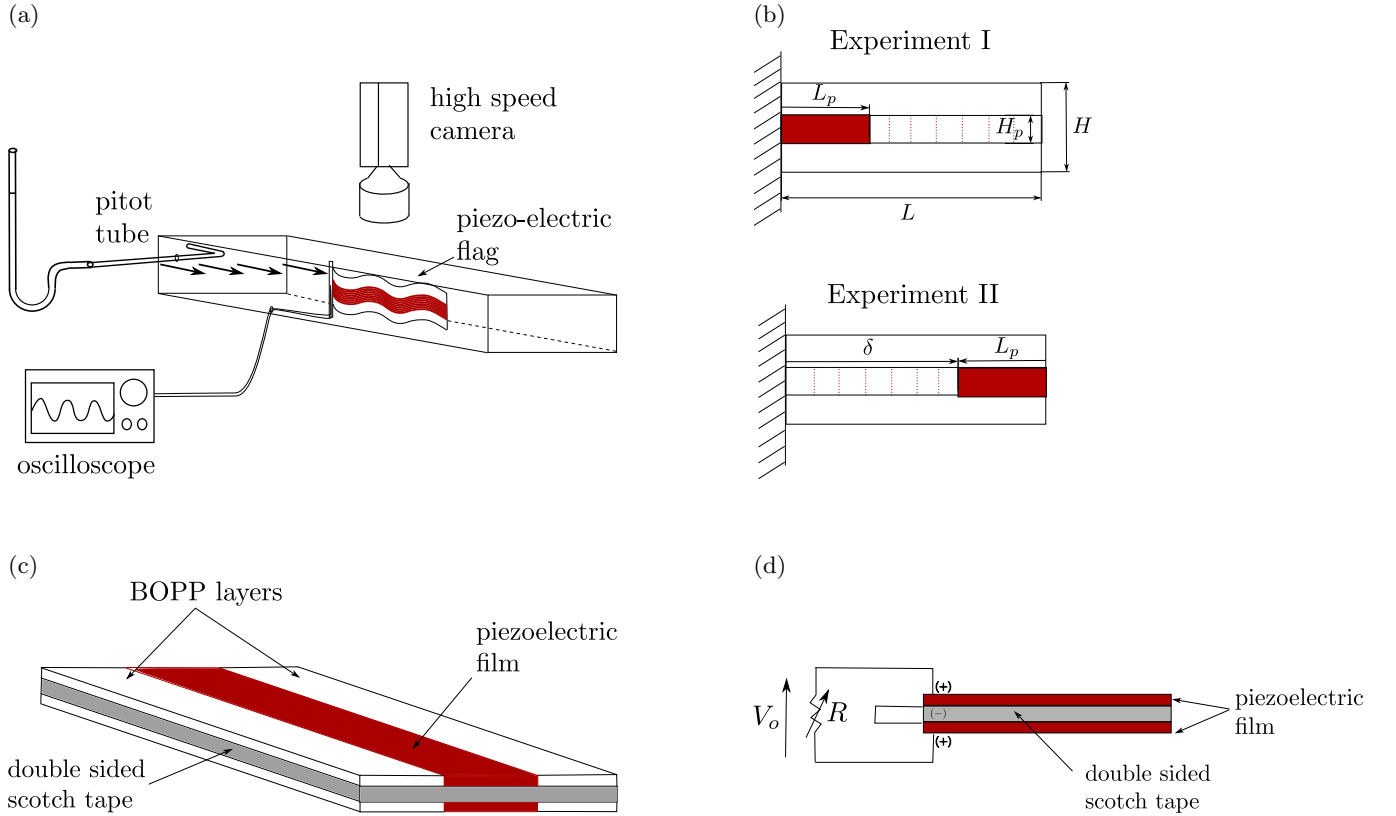 (a)
high speed
camera
pitot
tube
piezo-electric
flag
oscilloscope
(b)
Experiment I
L_p
H_p
H
L
Experiment II
δ
L_p
(c)
BOPP layers
piezoelectric
film
double sided
scotch tape
(d)
(+)
V_o
R
(-)
(+)
piezoelectric
film
double sided
scotch tape